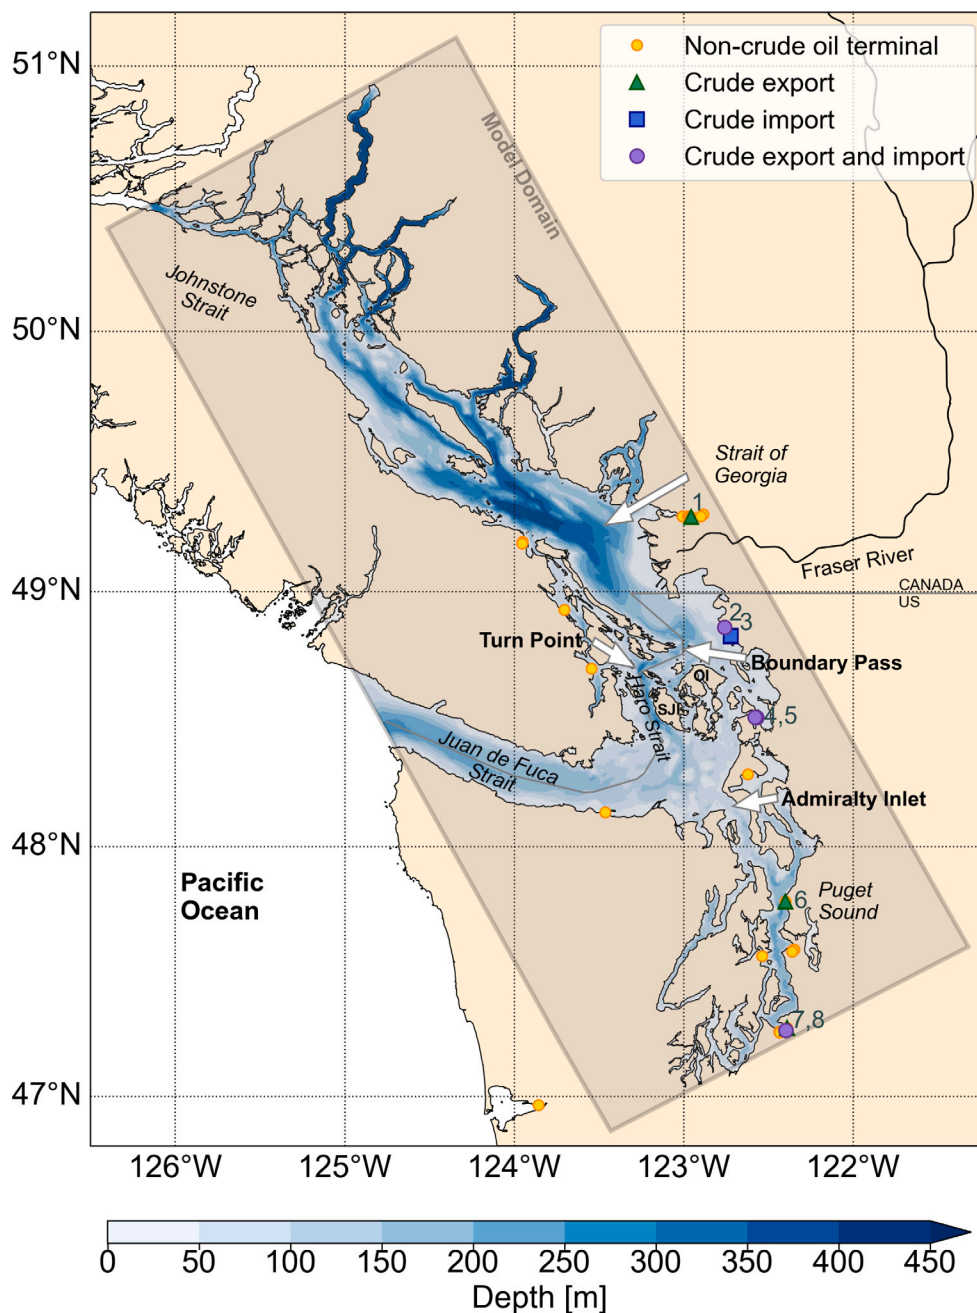 51°N
50°N
49°N
48°N
47°N
Non-crude oil terminal
Crude export
Crude import
Crude export and import
Model Domain
Johnstone
Strait
Strait of
Georgia
1
Fraser River
CANADA
US
2
3
Turn Point
Boundary Pass
OI
SJI
Haro Strait
4,5
Juan de Fuca
Strait
Admiralty Inlet
Pacific
Ocean
Puget
Sound
6
7,8
126°W
125°W
124°W
123°W
122°W
0
50
100
150
200
250
300
350
400
450
Depth [m]